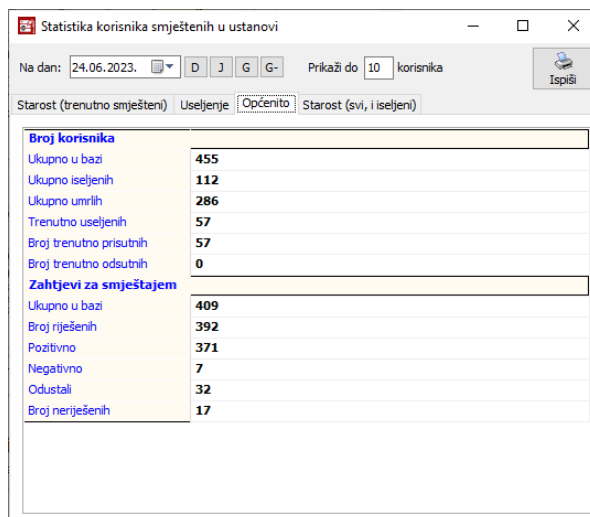 Statistika korisnika smještenih u ustanovi
Na dan: 24.06.2023. D J G G- Prikaži do 10 korisnika Ispiši
Starost (trenutno smješteni) Useljenje Općenito Starost (svi, i iseljeni)
Broj korisnika
Ukupno u bazi 455
Ukupno iseljenih 112
Ukupno umrlih 286
Trenutno useljenih 57
Broj trenutno prisutnih 57
Broj trenutno odsutnih 0
Zahtjevi za smještajem
Ukupno u bazi 409
Broj riješenih 392
Pozitivno 371
Negativno 7
Odustali 32
Broj neriješenih 17